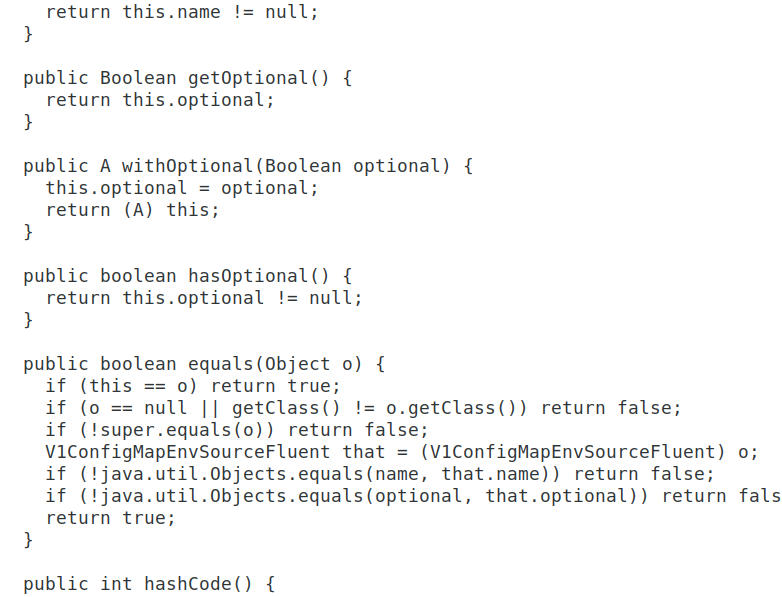 return this.name != null;
}
public Boolean getOptional() {
return this.optional;
}
public A withOptional(Boolean optional) {
this.optional = optional;
return (A) this;
}
public boolean hasOptional() {
return this.optional != null;
}
public boolean equals(Object o) {
if (this == o) return true;
if (o == null || getClass() != o.getClass()) return false;
if (!super.equals(o)) return false;
V1ConfigMapEnvSourceFluent that = (V1ConfigMapEnvSourceFluent) o;
if (!java.util.Objects.equals(name, that.name)) return false;
if (!java.util.Objects.equals(optional, that.optional)) return fals
return true;
}
public int hashCode() {